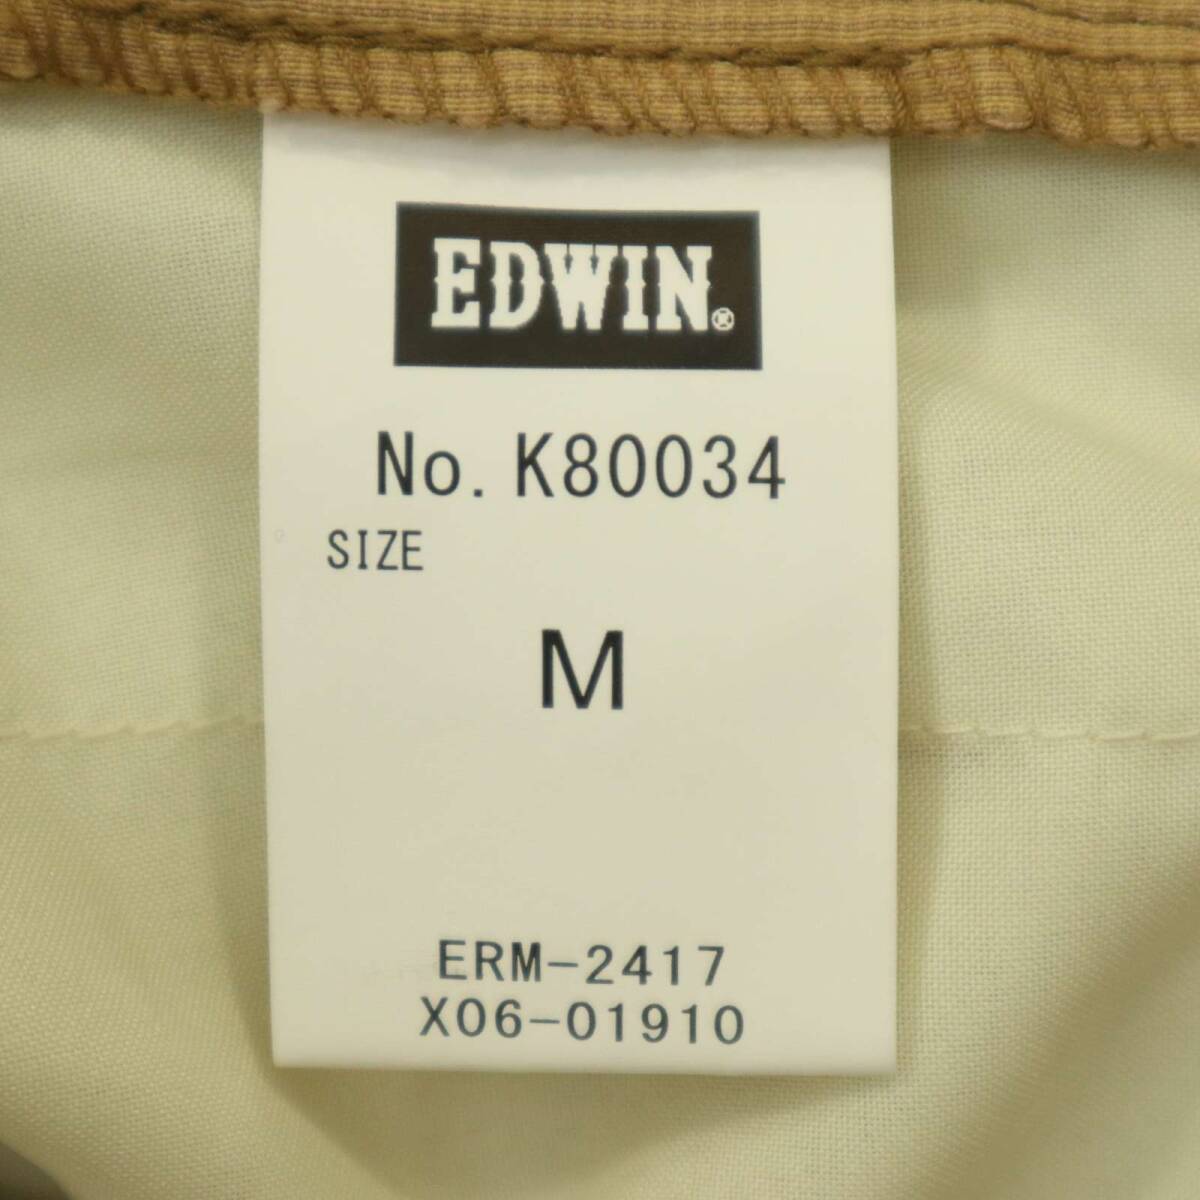 EDWIN®
No. K80034
SIZE
M
ERM-2417
X06-01910